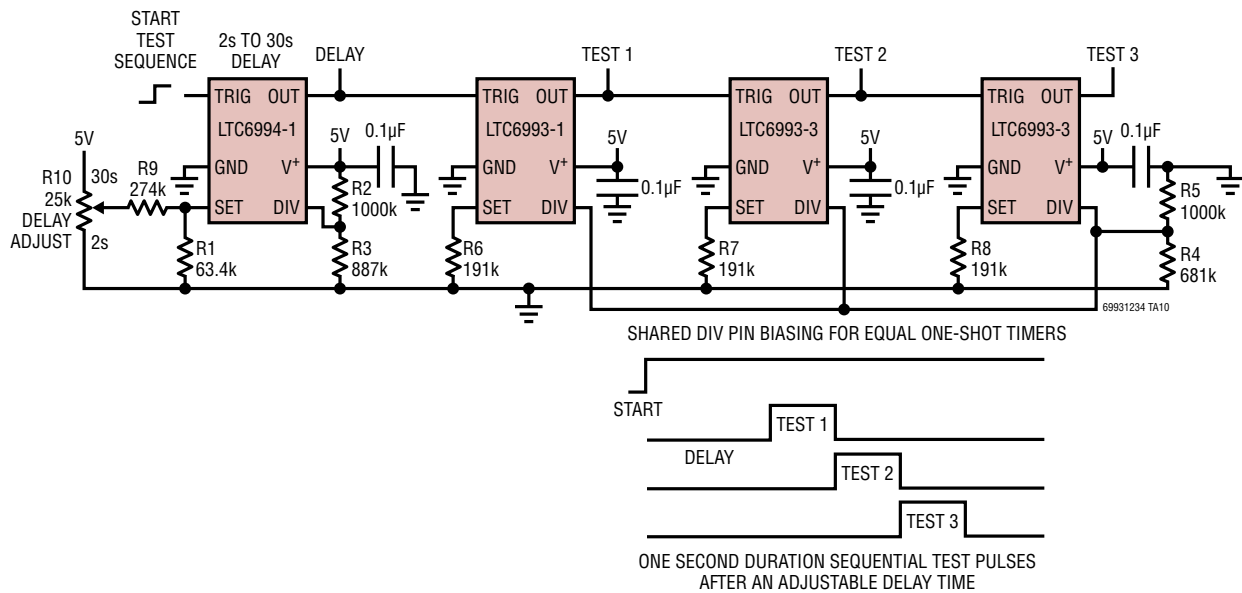 START
TEST
SEQUENCE
2s TO 30s
DELAY
DELAY
TEST 1
TEST 2
TEST 3
TRIG OUT
LTC6994-1
GND V+
SET DIV
TRIG OUT
LTC6993-1
GND V+
SET DIV
TRIG OUT
LTC6993-3
GND V+
SET DIV
TRIG OUT
LTC6993-3
GND V+
SET DIV
5V
R10
25k
DELAY
ADJUST
30s
2s
R9
274k
R1
63.4k
5V
0.1µF
R2
1000k
R3
887k
R6
191k
5V
0.1µF
R7
191k
5V
0.1µF
R8
191k
5V
0.1µF
R5
1000k
R4
681k
69931234 TA10
SHARED DIV PIN BIASING FOR EQUAL ONE-SHOT TIMERS
START
TEST 1
DELAY
TEST 2
TEST 3
ONE SECOND DURATION SEQUENTIAL TEST PULSES
AFTER AN ADJUSTABLE DELAY TIME